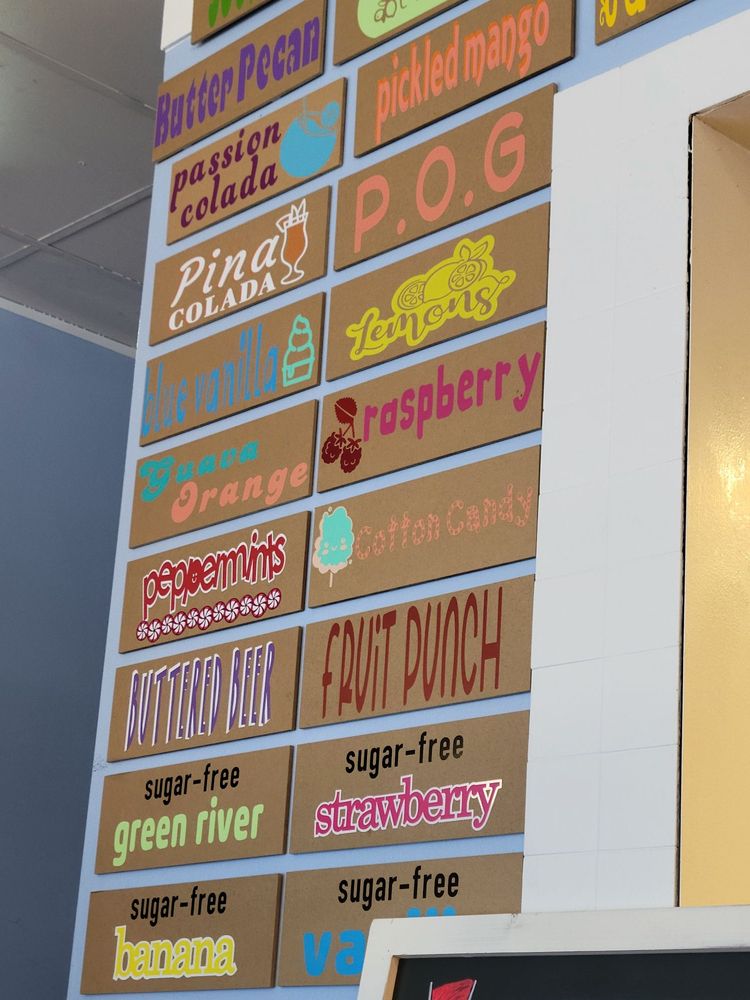 Butter Pecan
pickled mango
passion
colada
P.O.G
Pina
COLADA
Lemons
blue vanilla
raspberry
Guava
Orange
Cotton Candy
peppermints
BUTTERED BEER
FRUIT PUNCH
sugar-free
green river
sugar-free
strawberry
sugar-free
banana
sugar-free